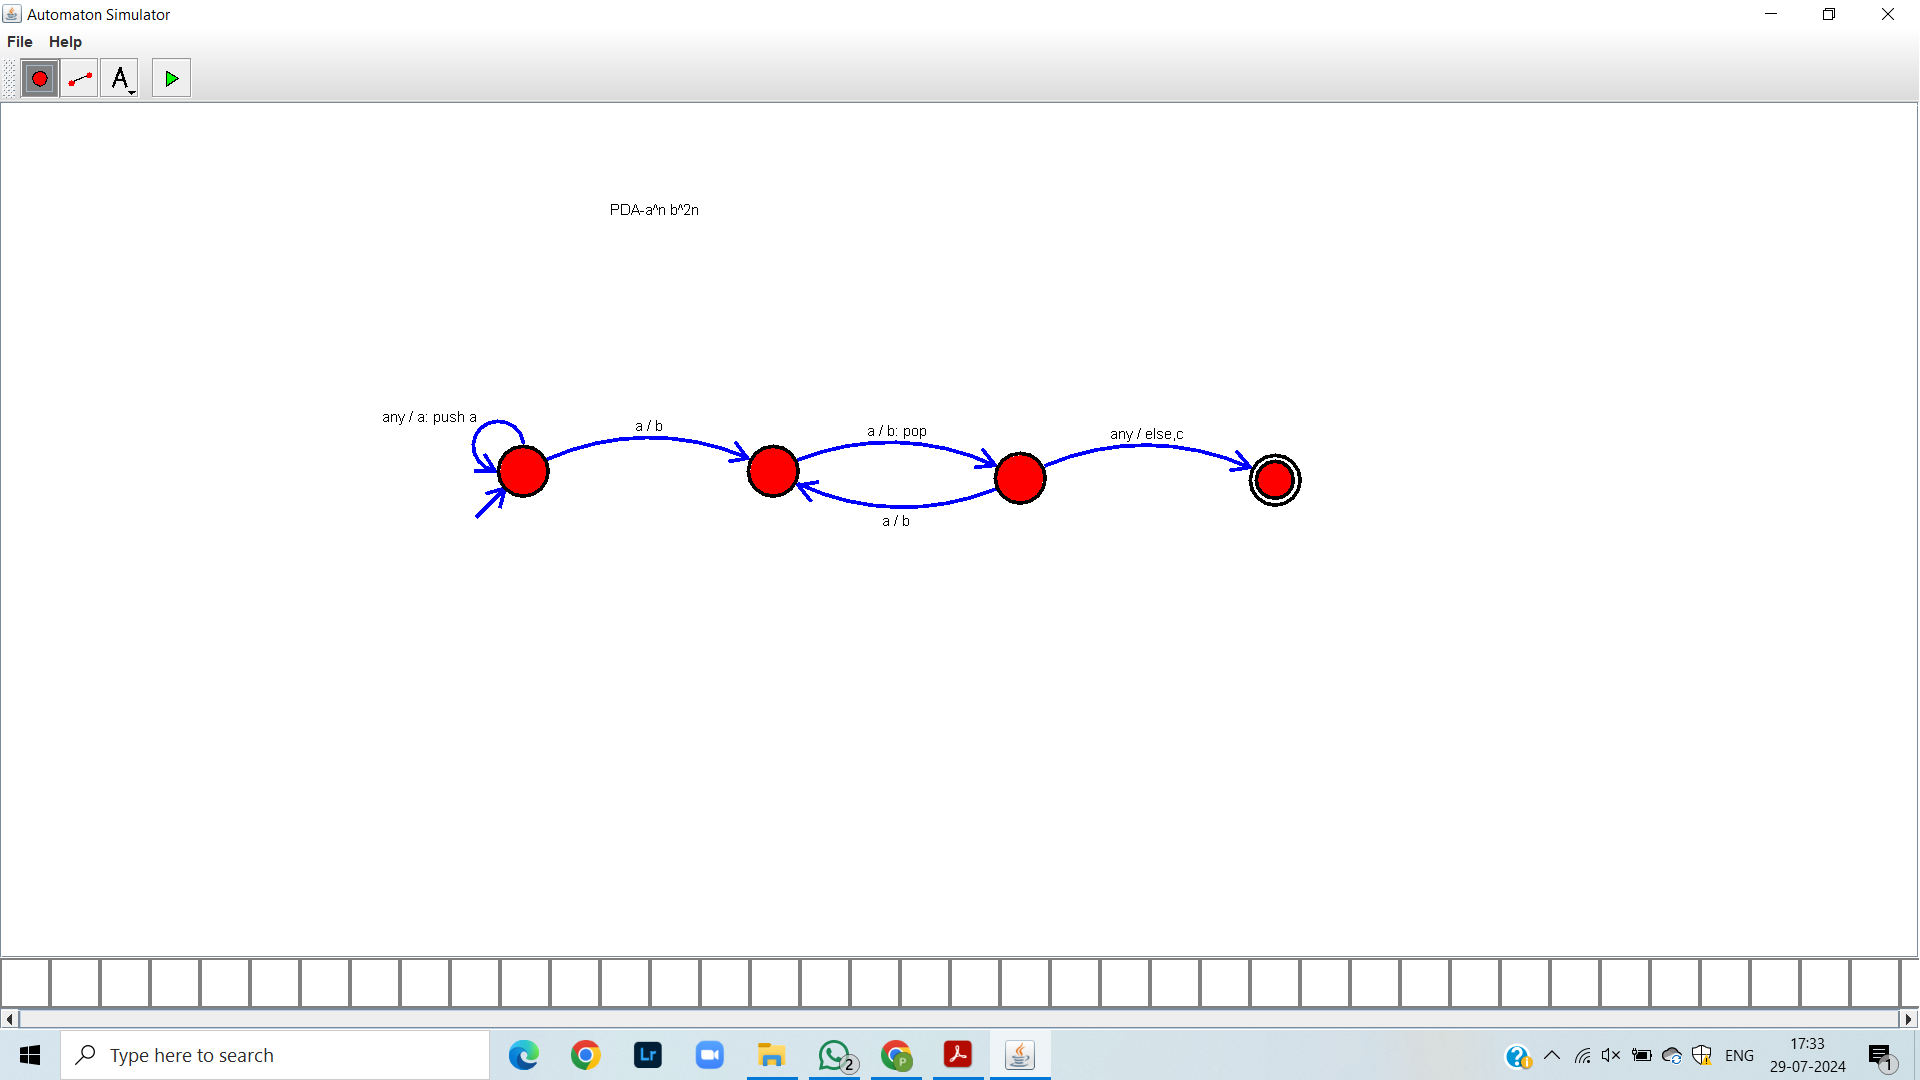 Automaton Simulator
File Help
A
PDA-a^n b^2n
any / a: push a
a / b
a / b: pop
any / else,c
a / b
Type here to search
Lr
2
P
ENG
17:33
29-07-2024
1